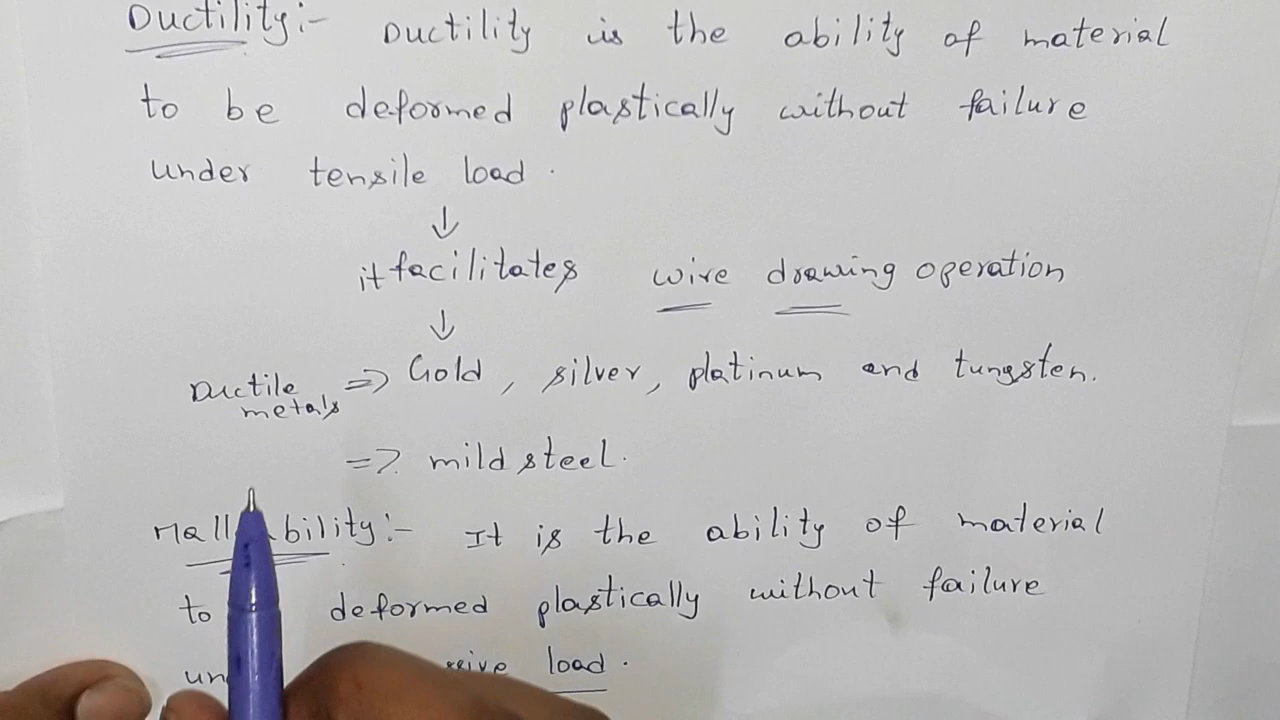 Ductility:- Ductility is the ability of material
to be deformed plastically without failure
under tensile load.
↓
it facilitates wire drawing operation
↓
Ductile metals => Gold, silver, platinum and tungsten.
=> mild steel.
It is the ability of material
to deformed plastically without failure
load.